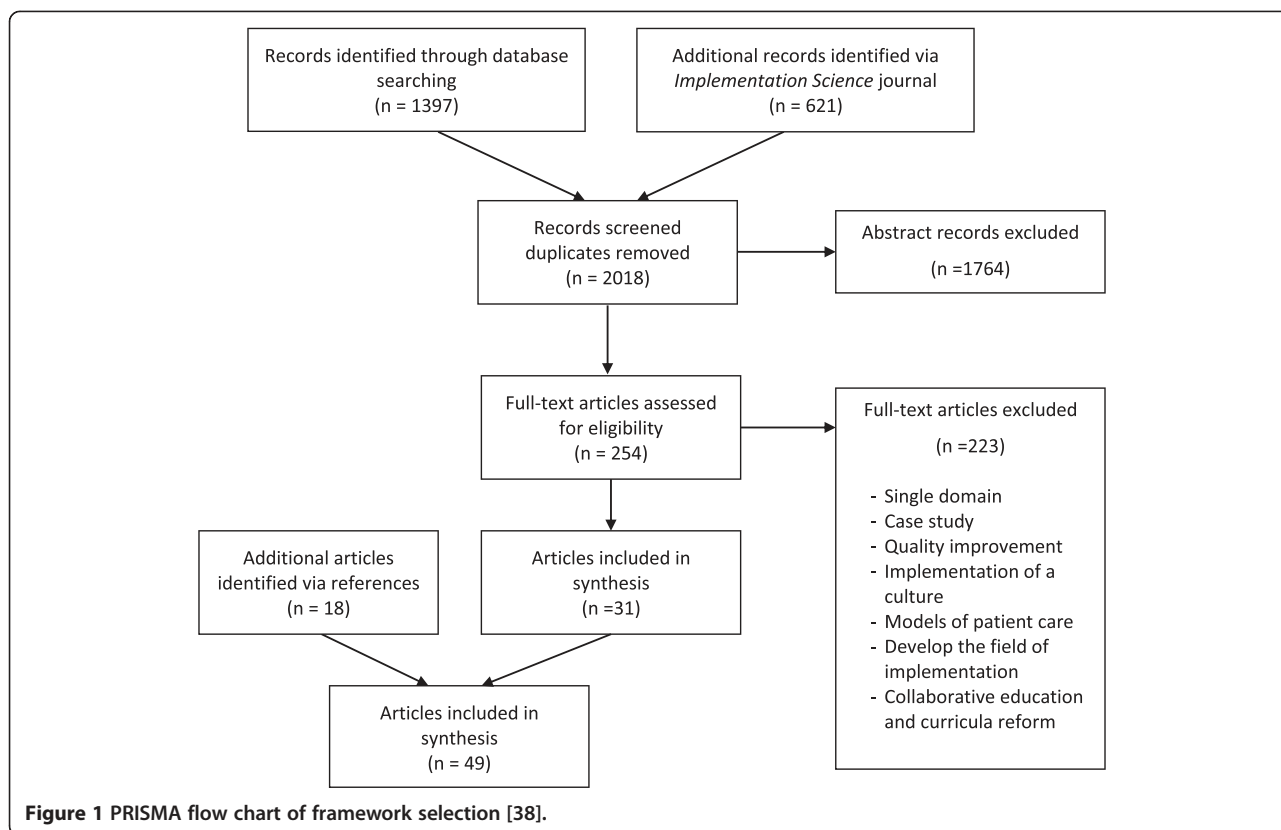 Records identified through database
searching
(n = 1397)
Additional records identified via
Implementation Science journal
(n = 621)
Records screened
duplicates removed
(n = 2018)
Abstract records excluded
(n =1764)
Full-text articles assessed
for eligibility
(n = 254)
Full-text articles excluded
(n =223)
- Single domain
- Case study
- Quality improvement
- Implementation of a
culture
- Models of patient care
- Develop the field of
implementation
- Collaborative education
and curricula reform
Additional articles
identified via references
(n = 18)
Articles included in
synthesis
(n =31)
Articles included in
synthesis
(n = 49)
Figure 1 PRISMA flow chart of framework selection [38].